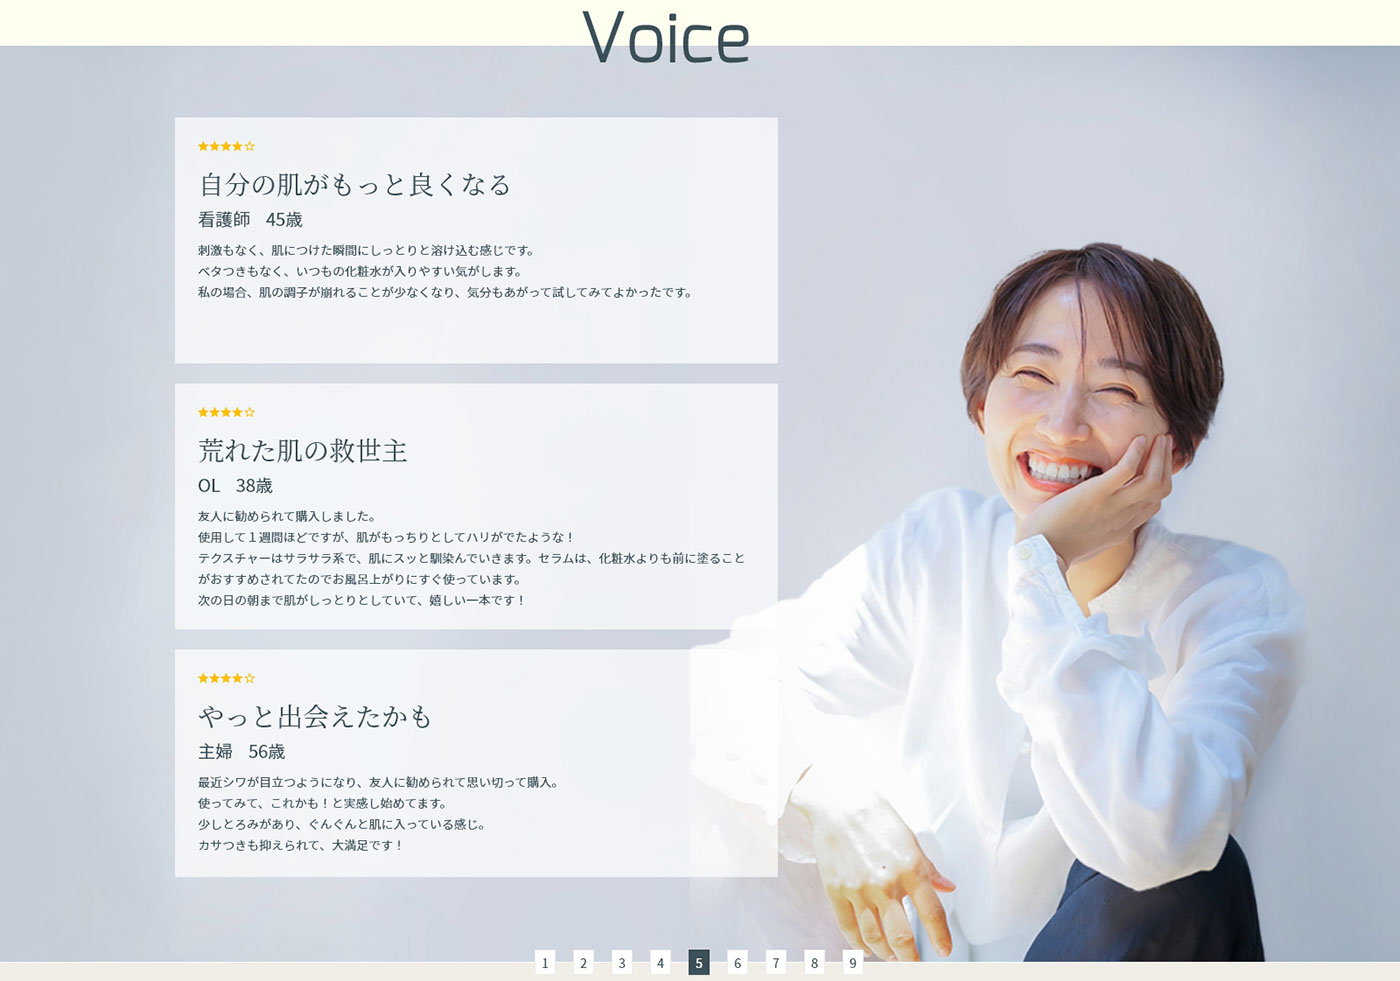 Voice
★★★★☆
自分の肌がもっと良くなる
看護師　45歳
刺激もなく、肌につけた瞬間にしっとりと溶け込む感じです。
ベタつきもなく、いつもの化粧水が入りやすい気がします。
私の場合、肌の調子が崩れることが少なくなり、気分もあがって試してみてよかったです。
★★★★☆
荒れた肌の救世主
OL　38歳
友人に勧められて購入しました。
使用して１週間ほどですが、肌がもっちりとしてハリがでたような！
テクスチャーはサラサラ系で、肌にスッと馴染んでいきます。セラムは、化粧水よりも前に塗ること
がおすすめされてたのでお風呂上がりにすぐ使っています。
次の日の朝まで肌がしっとりとしていて、嬉しい一本です！
★★★★☆
やっと出会えたかも
主婦　56歳
最近シワが目立つようになり、友人に勧められて思い切って購入。
使ってみて、これかも！と実感し始めてます。
少しとろみがあり、ぐんぐんと肌に入っている感じ。
カサつきも抑えられて、大満足です！
1 2 3 4 5 6 7 8 9